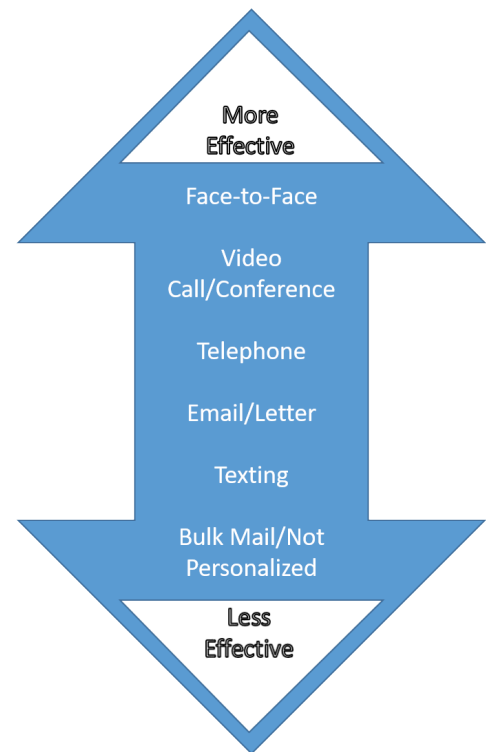 More
Effective
Face-to-Face
Video
Call/Conference
Telephone
Email/Letter
Texting
Bulk Mail/Not
Personalized
Less
Effective